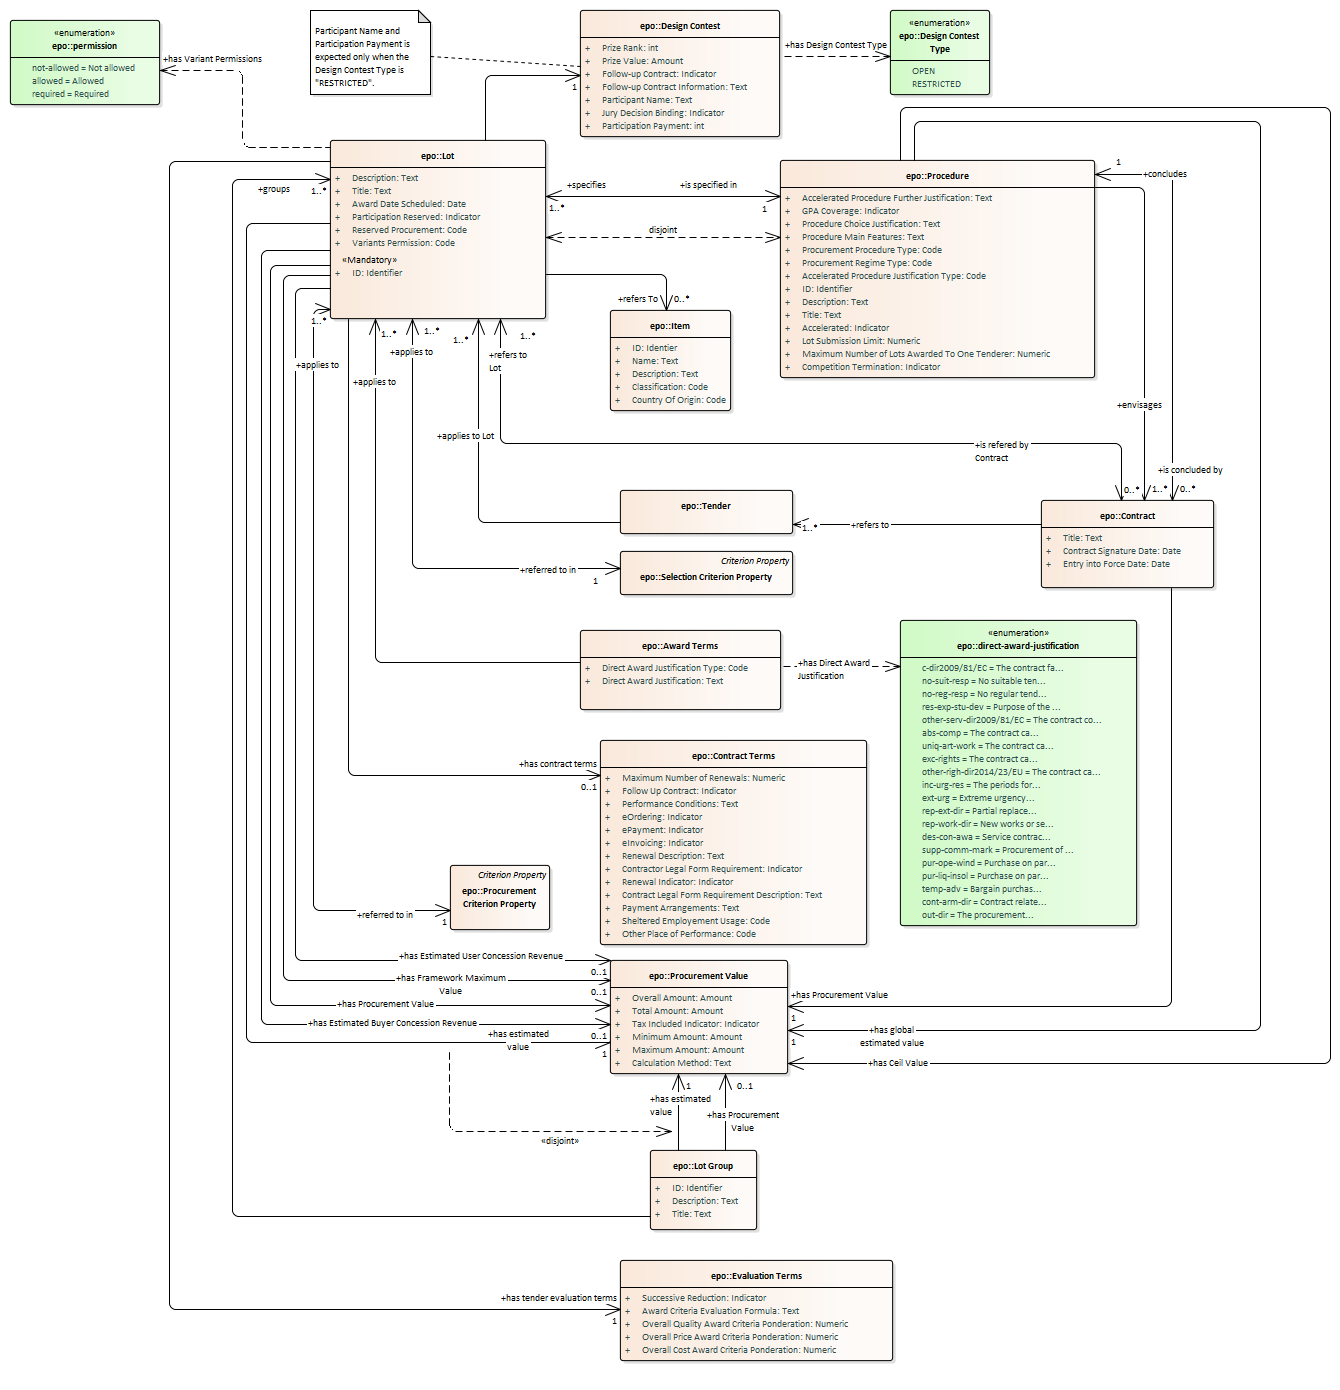 «enumeration»
epo::permission
not-allowed = Not allowed
allowed = Allowed
required = Required
+has Variant Permissions
Participant Name and
Participation Payment is
expected only when the
Design Contest Type is
"RESTRICTED".
epo::Design Contest
+ Prize Rank: int
+ Prize Value: Amount
+ Follow-up Contract: Indicator
+ Follow-up Contract Information: Text
+ Participant Name: Text
+ Jury Decision Binding: Indicator
+ Participation Payment: int
1
+has Design Contest Type
«enumeration»
epo::Design Contest
Type
OPEN
RESTRICTED
epo::Lot
+ Description: Text
+ Title: Text
+ Award Date Scheduled: Date
+ Participation Reserved: Indicator
+ Reserved Procurement: Code
+ Variants Permission: Code
«Mandatory»
+ ID: Identifier
+groups
1..*
+specifies
1..*
+is specified in
1
disjoint
epo::Procedure
+ Accelerated Procedure Further Justification: Text
+ GPA Coverage: Indicator
+ Procedure Choice Justification: Text
+ Procedure Main Features: Text
+ Procurement Procedure Type: Code
+ Procurement Regime Type: Code
+ Accelerated Procedure Justification Type: Code
+ ID: Identifier
+ Description: Text
+ Title: Text
+ Accelerated: Indicator
+ Lot Submission Limit: Numeric
+ Maximum Number of Lots Awarded To One Tenderer: Numeric
+ Competition Termination: Indicator
1
+concludes
+refers To
0..*
epo::Item
+ ID: Identier
+ Name: Text
+ Description: Text
+ Classification: Code
+ Country Of Origin: Code
1..*
1..*
1..*
1..*
1..*
+applies to
+applies to
+applies to
+refers to
Lot
+applies to Lot
+envisages
+is refered by
Contract
+is concluded by
0..*
1..*
0..*
epo::Tender
1..*
+refers to
epo::Contract
+ Title: Text
+ Contract Signature Date: Date
+ Entry into Force Date: Date
+referred to in
1
Criterion Property
epo::Selection Criterion Property
epo::Award Terms
+ Direct Award Justification Type: Code
+ Direct Award Justification: Text
+has Direct Award
Justification
«enumeration»
epo::direct-award-justification
c-dir2009/81/EC = The contract fa...
no-suit-resp = No suitable ten...
no-reg-resp = No regular tend...
res-exp-stu-dev = Purpose of the ...
other-serv-dir2009/81/EC = The contract co...
abs-comp = The contract ca...
uniq-art-work = The contract ca...
exc-rights = The contract ca...
other-righ-dir2014/23/EU = The contract ca...
inc-urg-res = The periods for...
ext-urg = Extreme urgency...
rep-ext-dir = Partial replace...
rep-work-dir = New works or se...
des-con-awa = Service contrac...
supp-comm-mark = Procurement of ...
pur-ope-wind = Purchase on par...
pur-liq-insol = Purchase on par...
temp-adv = Bargain purchas...
cont-arm-dir = Contract relate...
out-dir = The procurement...
+has contract terms
0..1
epo::Contract Terms
+ Maximum Number of Renewals: Numeric
+ Follow Up Contract: Indicator
+ Performance Conditions: Text
+ eOrdering: Indicator
+ ePayment: Indicator
+ eInvoicing: Indicator
+ Renewal Description: Text
+ Contractor Legal Form Requirement: Indicator
+ Renewal Indicator: Indicator
+ Contract Legal Form Requirement Description: Text
+ Payment Arrangements: Text
+ Sheltered Employement Usage: Code
+ Other Place of Performance: Code
Criterion Property
epo::Procurement
Criterion Property
+referred to in
1
+has Estimated User Concession Revenue
0..1
+has Framework Maximum
Value
0..1
+has Procurement Value
+has Estimated Buyer Concession Revenue
0..1
+has estimated
value
1
epo::Procurement Value
+ Overall Amount: Amount
+ Total Amount: Amount
+ Tax Included Indicator: Indicator
+ Minimum Amount: Amount
+ Maximum Amount: Amount
+ Calculation Method: Text
+has Procurement Value
1
+has global
estimated value
1
+has Ceil Value
1
+has estimated
value
0..1
+has Procurement
Value
«disjoint»
epo::Lot Group
+ ID: Identifier
+ Description: Text
+ Title: Text
+has tender evaluation terms
1
epo::Evaluation Terms
+ Successive Reduction: Indicator
+ Award Criteria Evaluation Formula: Text
+ Overall Quality Award Criteria Ponderation: Numeric
+ Overall Price Award Criteria Ponderation: Numeric
+ Overall Cost Award Criteria Ponderation: Numeric